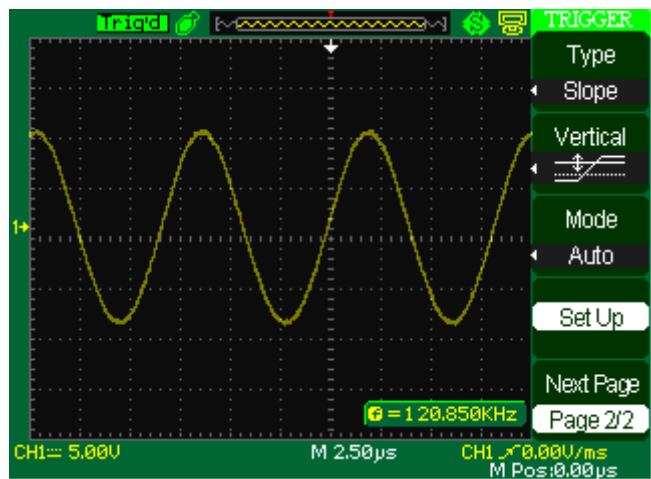 Trig'd
TRIGGER
Type
Slope
Vertical
Mode
Auto
Set Up
Next Page
Page 2/2
1
f = 120.850KHz
CH1 5.00V
M 2.50µs
CH1 0.00V/ms
M Pos:0.00µs